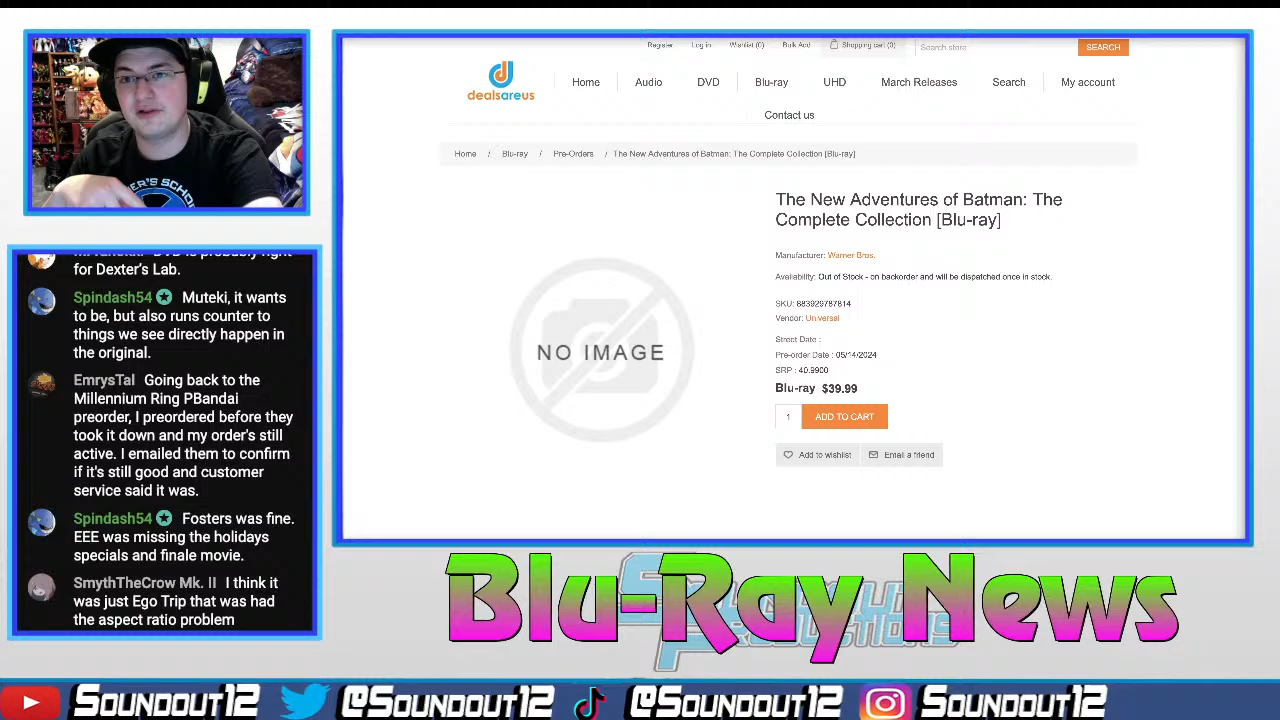 Register Log in Wishlist (0) Bulk Add Shopping cart (0) Search store SEARCH
dealsareus
Home Audio DVD Blu-ray UHD March Releases Search My account
Contact us
Home / Blu-ray / Pre-Orders / The New Adventures of Batman: The Complete Collection [Blu-ray]
NO IMAGE
The New Adventures of Batman: The
Complete Collection [Blu-ray]
Manufacturer: Warner Bros.
Availability: Out of Stock - on backorder and will be dispatched once in stock.
SKU: 883929787814
Vendor: Universal
Street Date :
Pre-order Date : 05/14/2024
SRP : 40.9900
Blu-ray $39.99
1 ADD TO CART
Add to wishlist Email a friend
DVD is probably right
for Dexter's Lab.
Spindash54 Muteki, it wants
to be, but also runs counter to
things we see directly happen in
the original.
EmrysTal Going back to the
Millennium Ring PBandai
preorder, I preordered before they
took it down and my order's still
active. I emailed them to confirm
if it's still good and customer
service said it was.
Spindash54 Fosters was fine.
EEE was missing the holidays
specials and finale movie.
SmythTheCrow Mk. II I think it
was just Ego Trip that was had
the aspect ratio problem
Blu-Ray News
Soundout12 @Soundout12 @Soundout12 Soundout12